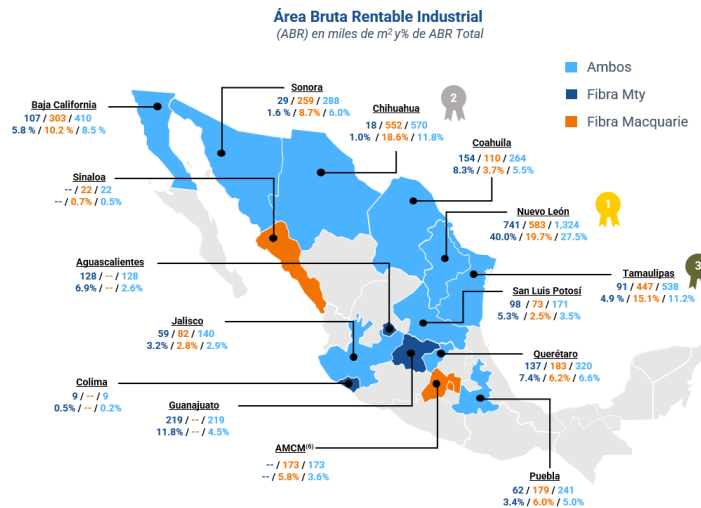 Área Bruta Rentable Industrial
(ABR) en miles de m² y% de ABR Total
Ambos
Fibra Mty
Fibra Macquarie
Baja California
107 / 303 / 410
5.8 % / 10.2 % / 8.5 %
Sonora
29 / 259 / 288
1.6 % / 8.7% / 6.0%
Chihuahua
18 / 552 / 570
1.0% / 18.6% / 11.8%
2
Coahuila
154 / 110 / 264
8.3% / 3.7% / 5.5%
Sinaloa
-- / 22 / 22
-- / 0.7% / 0.5%
Nuevo León
741 / 583 / 1,324
40.0% / 19.7% / 27.5%
1
Aguascalientes
128 / -- / 128
6.9% / -- / 2.6%
Tamaulipas
91 / 447 / 538
4.9 % / 15.1% / 11.2%
3
San Luis Potosí
98 / 73 / 171
5.3% / 2.5% / 3.5%
Jalisco
59 / 82 / 140
3.2% / 2.8% / 2.9%
Querétaro
137 / 183 / 320
7.4% / 6.2% / 6.6%
Colima
9 / -- / 9
0.5% / -- / 0.2%
Guanajuato
219 / -- / 219
11.8% / -- / 4.5%
AMCM(6)
-- / 173 / 173
-- / 5.8% / 3.6%
Puebla
62 / 179 / 241
3.4% / 6.0% / 5.0%